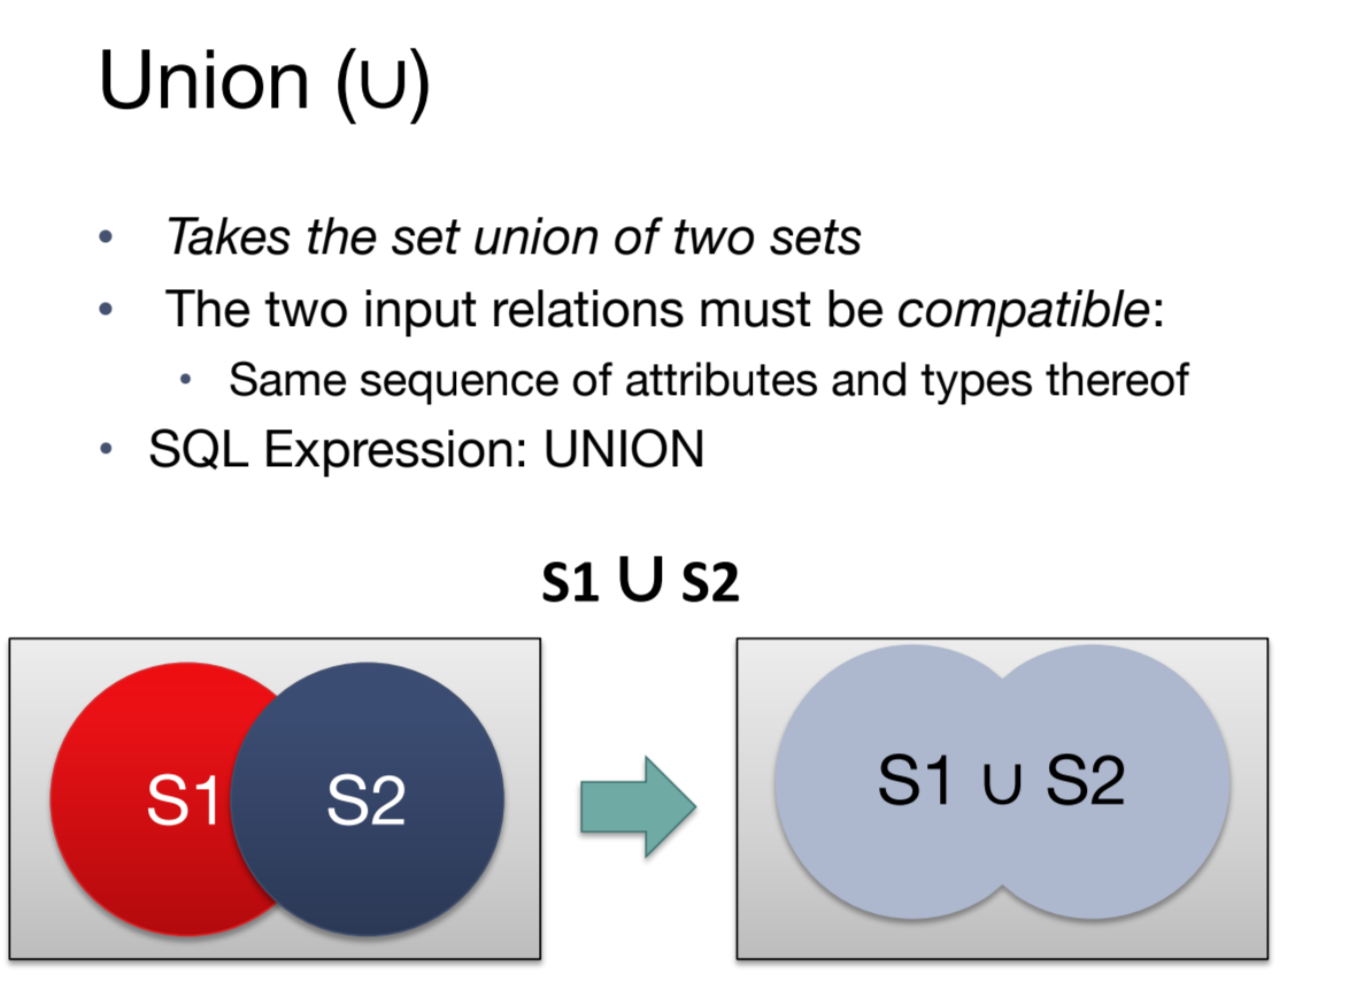 Union (∪)
• Takes the set union of two sets
• The two input relations must be compatible:
• Same sequence of attributes and types thereof
• SQL Expression: UNION
S1 ∪ S2
S1 S2
S1 ∪ S2